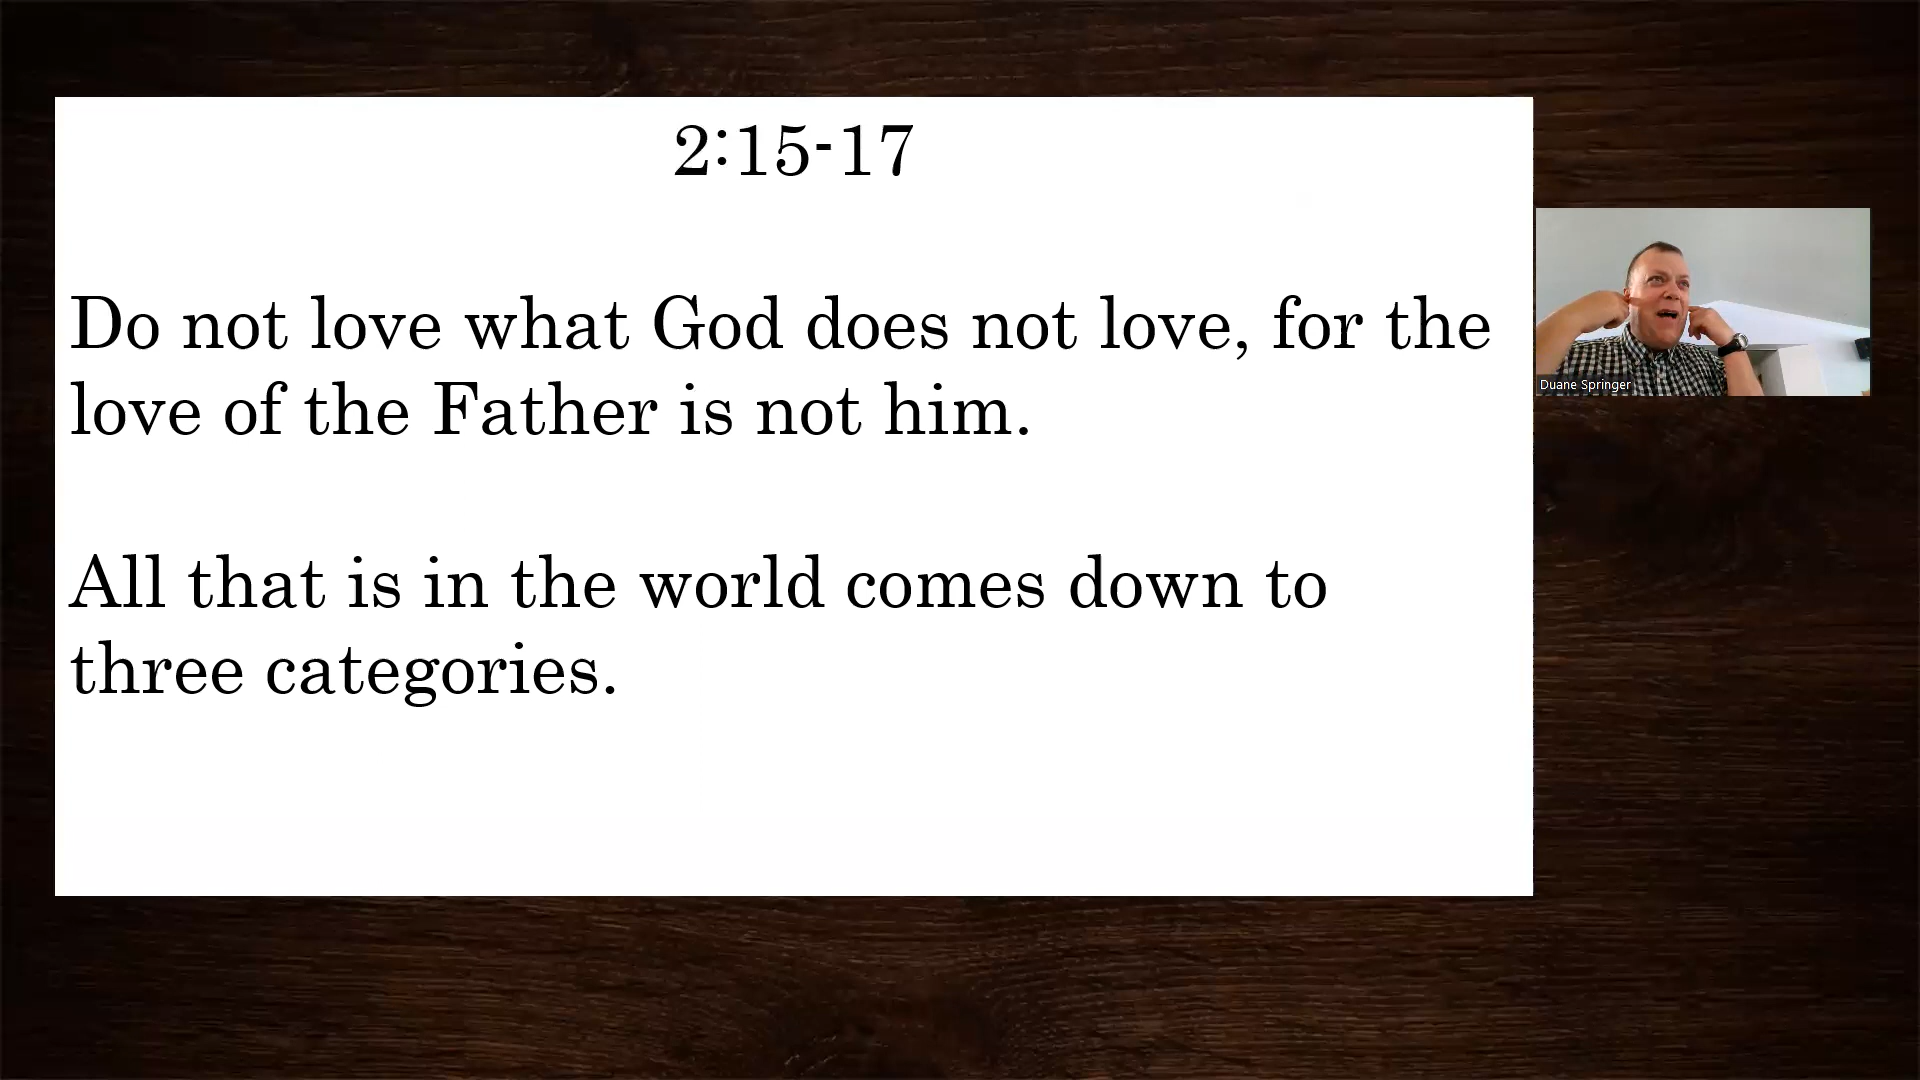 2:15-17
Do not love what God does not love, for the
love of the Father is not him.
All that is in the world comes down to
three categories.
Duane Springer